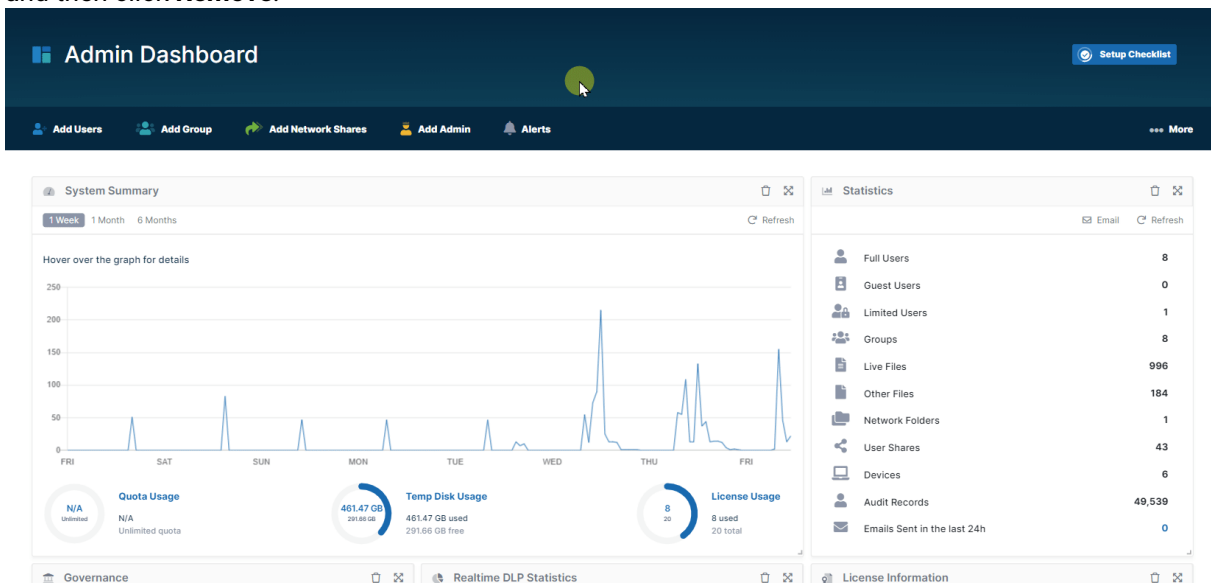 and then click Remove.
Admin Dashboard
Setup Checklist
Add Users Add Group Add Network Shares Add Admin Alerts More
System Summary
1 Week 1 Month 6 Months Refresh
Hover over the graph for details
250
200
150
100
50
0
FRI SAT SUN MON TUE WED THU FRI
N/A
Unlimited
Quota Usage
N/A
Unlimited quota
461.47 GB
291.66 GB
Temp Disk Usage
461.47 GB used
291.66 GB free
8
20
License Usage
8 used
20 total
Statistics
Email Refresh
Full Users 8
Guest Users 0
Limited Users 1
Groups 8
Live Files 996
Other Files 184
Network Folders 1
User Shares 43
Devices 6
Audit Records 49,539
Emails Sent in the last 24h 0
Governance
Realtime DLP Statistics
License Information